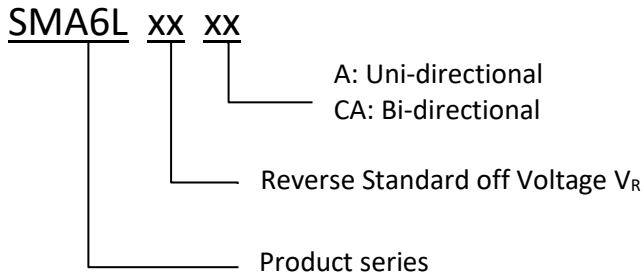 SMA6L xx xx
A: Uni-directional
CA: Bi-directional
Reverse Standard off Voltage VR
Product series